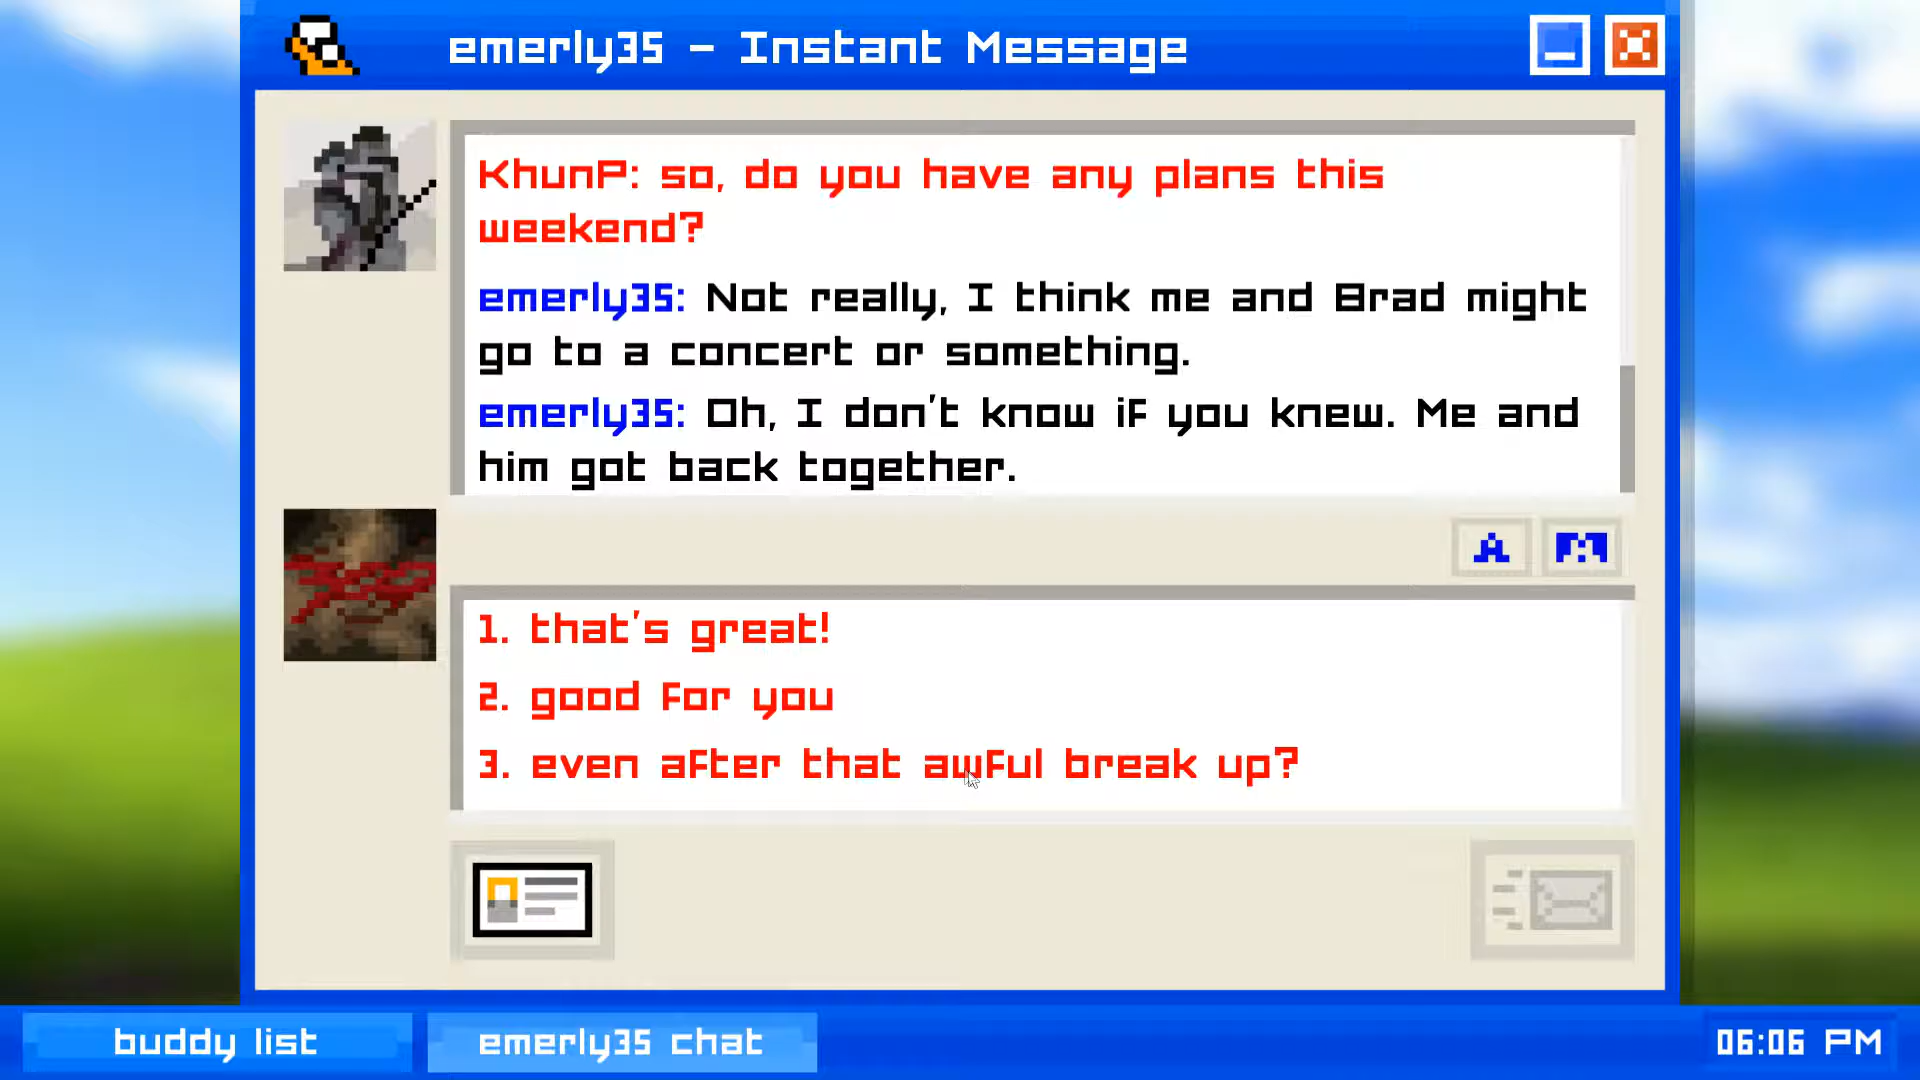 emerly35 - Instant Message
KhunP: so, do you have any plans this
weekend?
emerly35: Not really, I think me and Brad might
go to a concert or something.
emerly35: Oh, I don't know if you knew. Me and
him got back together.
A
1. that's great!
2. good for you
3. even after that awful break up?
buddy list
emerly35 chat
06:06 PM